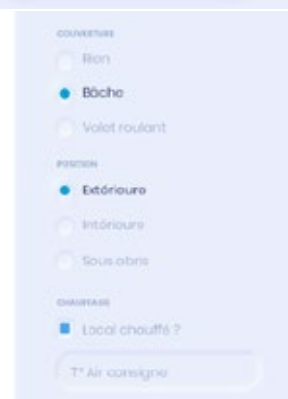 COUVERTURE
Rien
Bâche
Volet roulant
POSITION
Extérieure
Intérieure
Sous abris
CHAUFFAGE
Local chauffé ?
T° Air consigne